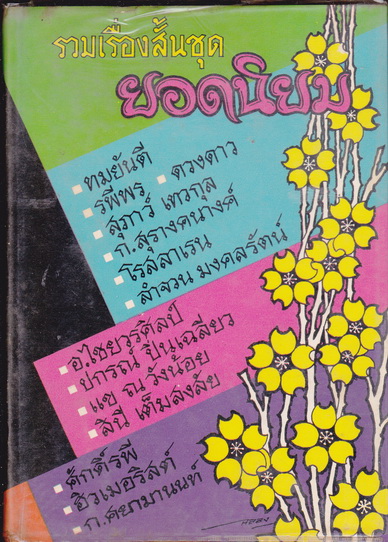 รวมเรื่องสั้นชุด
ยอดนิยม
ทมยันตี
รพีพร ▪ ดวงดาว
สุภาว์ เทวกุล
ก.สุรางคนางค์
โรสลาเรน
ลำจวน มงคลรัตน์
อ.ไชยวรศิลป์
ปกรณ์ ปิ่นเฉลียว
แข ณ วังน้อย
สินี เต็มสงสัย
ศักดิ์รพี
ฮิวเมอริสต์
ก.ศยามานนท์